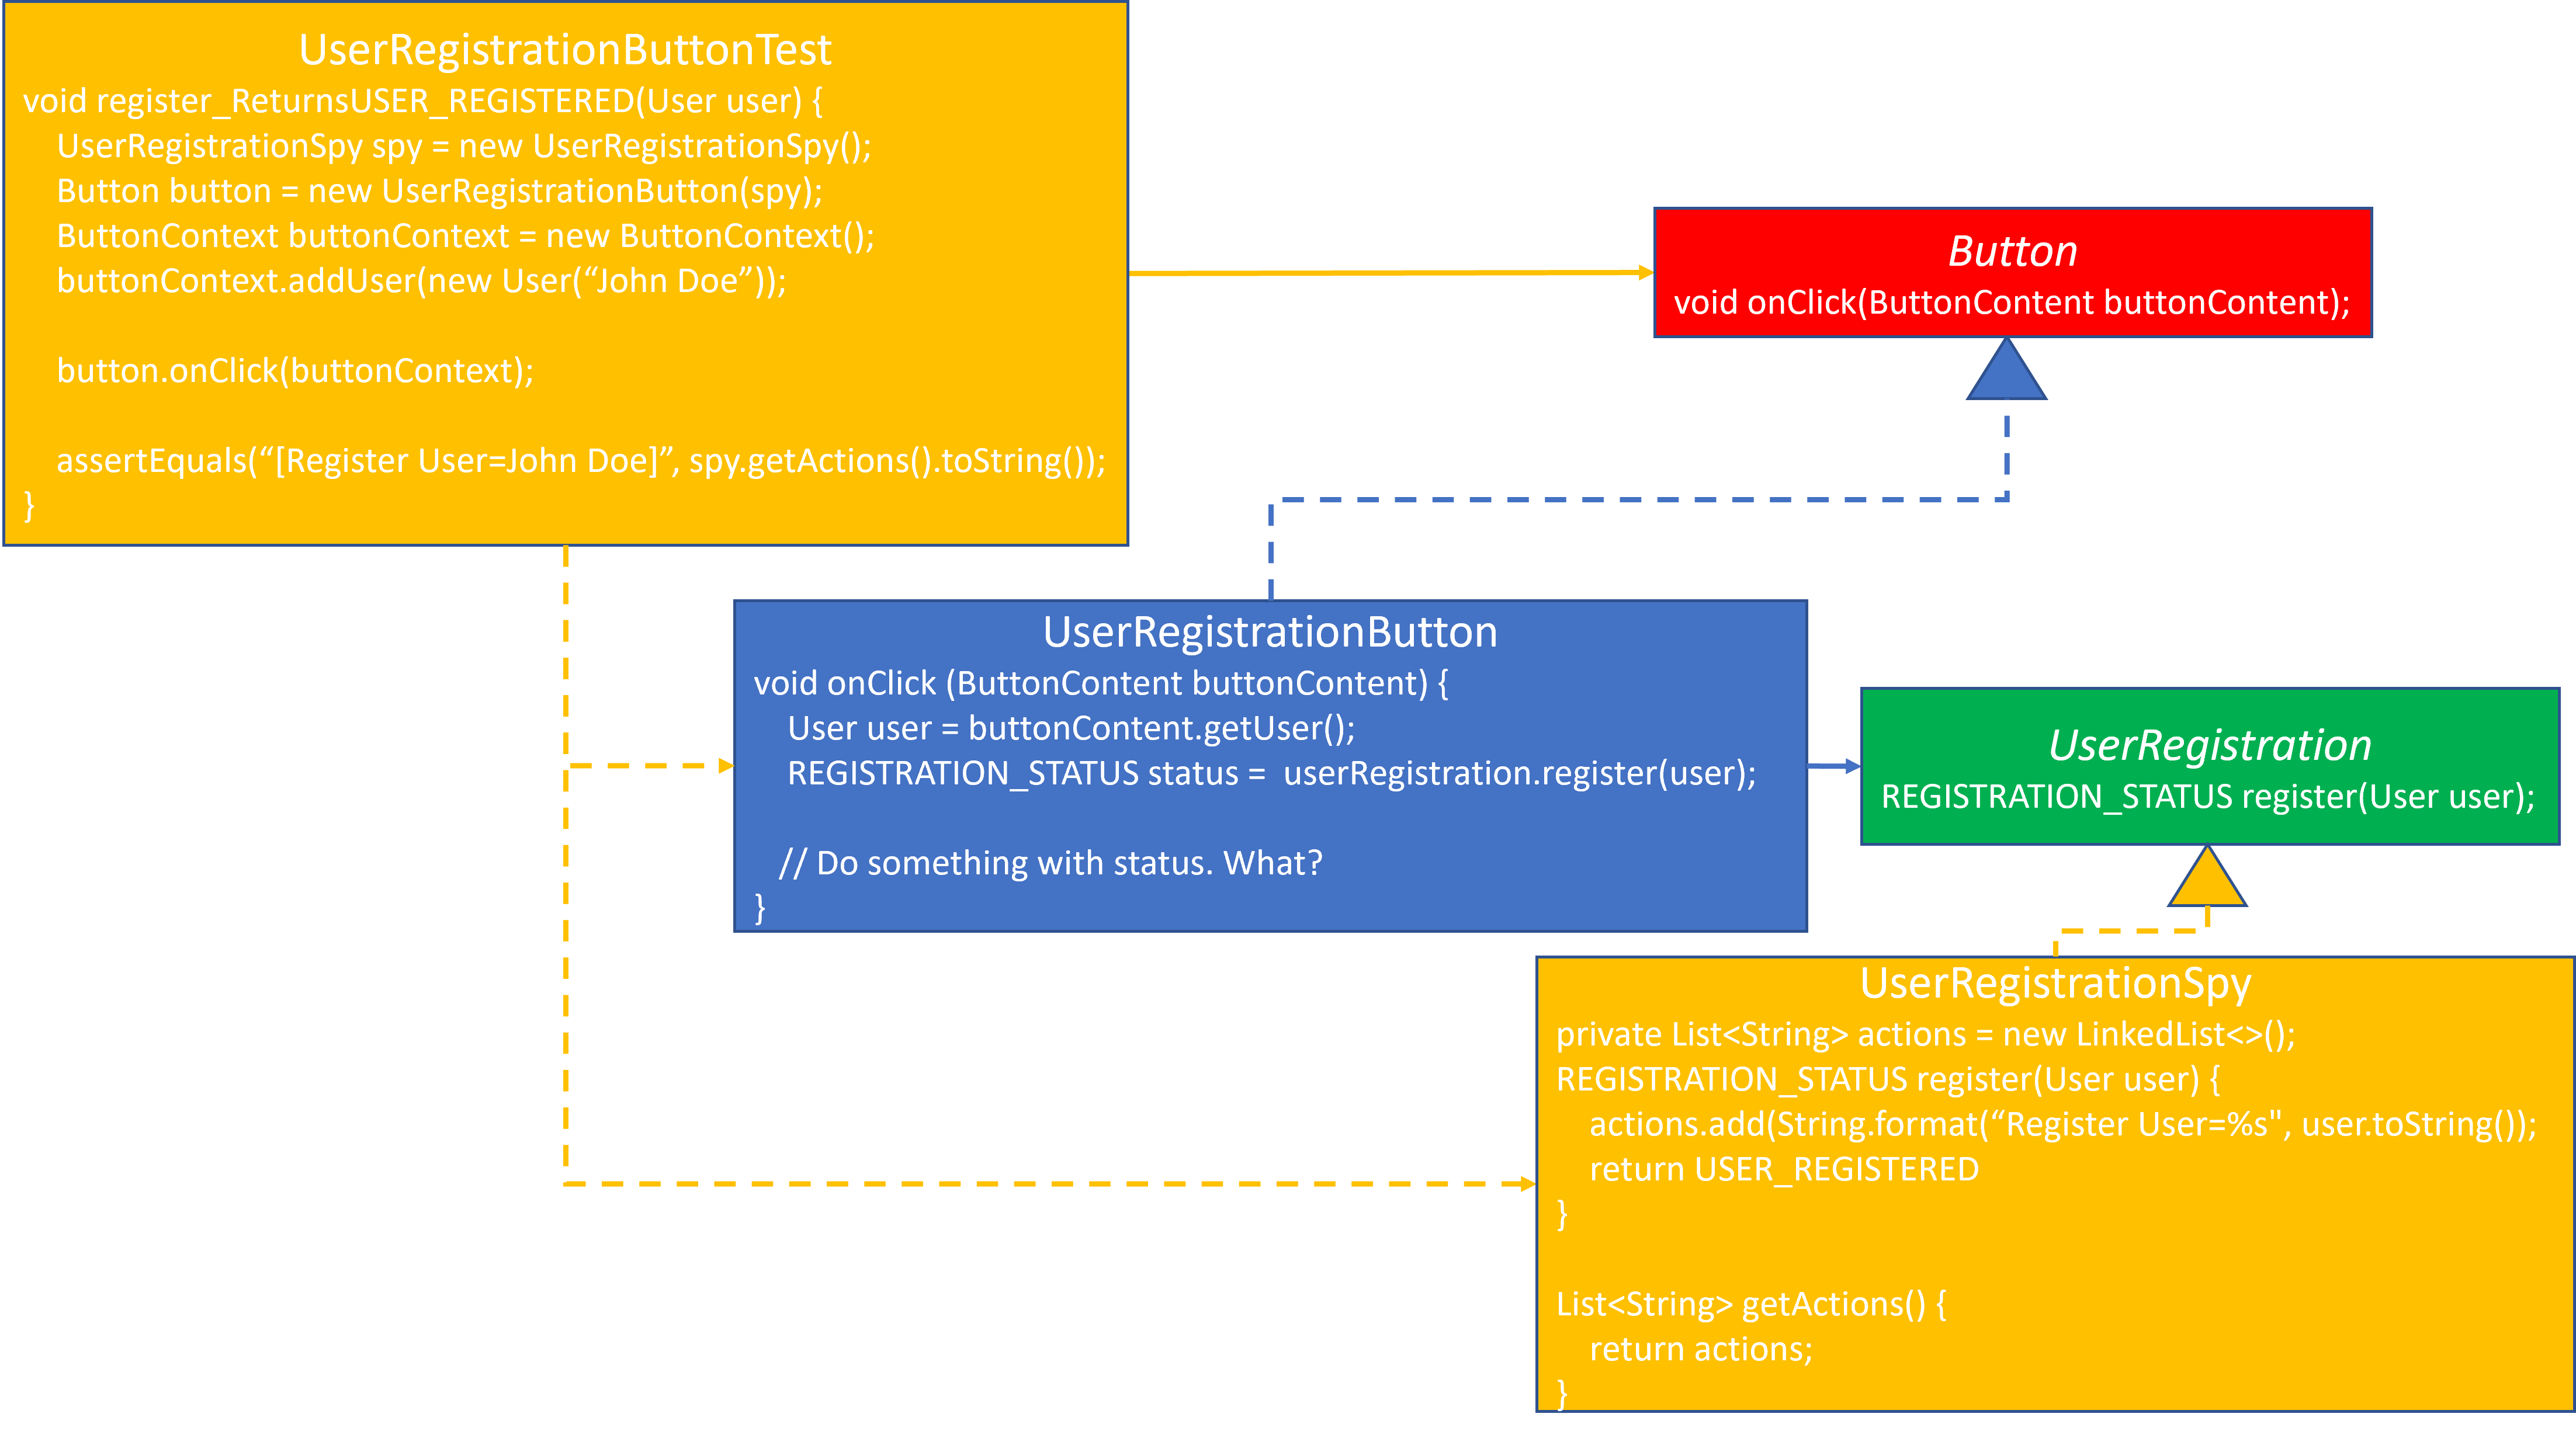 UserRegistrationButtonTest
void register_ReturnsUSER_REGISTERED(User user) {
UserRegistrationSpy spy = new UserRegistrationSpy();
Button button = new UserRegistrationButton(spy);
ButtonContext buttonContext = new ButtonContext();
buttonContext.addUser(new User(“John Doe”));
button.onClick(buttonContext);
assertEquals(“[Register User=John Doe]”, spy.getActions().toString());
}
Button
void onClick(ButtonContent buttonContent);
UserRegistrationButton
void onClick (ButtonContent buttonContent) {
User user = buttonContent.getUser();
REGISTRATION_STATUS status =  userRegistration.register(user);
// Do something with status. What?
}
UserRegistration
REGISTRATION_STATUS register(User user);
UserRegistrationSpy
private List<String> actions = new LinkedList<>();
REGISTRATION_STATUS register(User user) {
actions.add(String.format(“Register User=%s", user.toString());
return USER_REGISTERED
}
List<String> getActions() {
return actions;
}